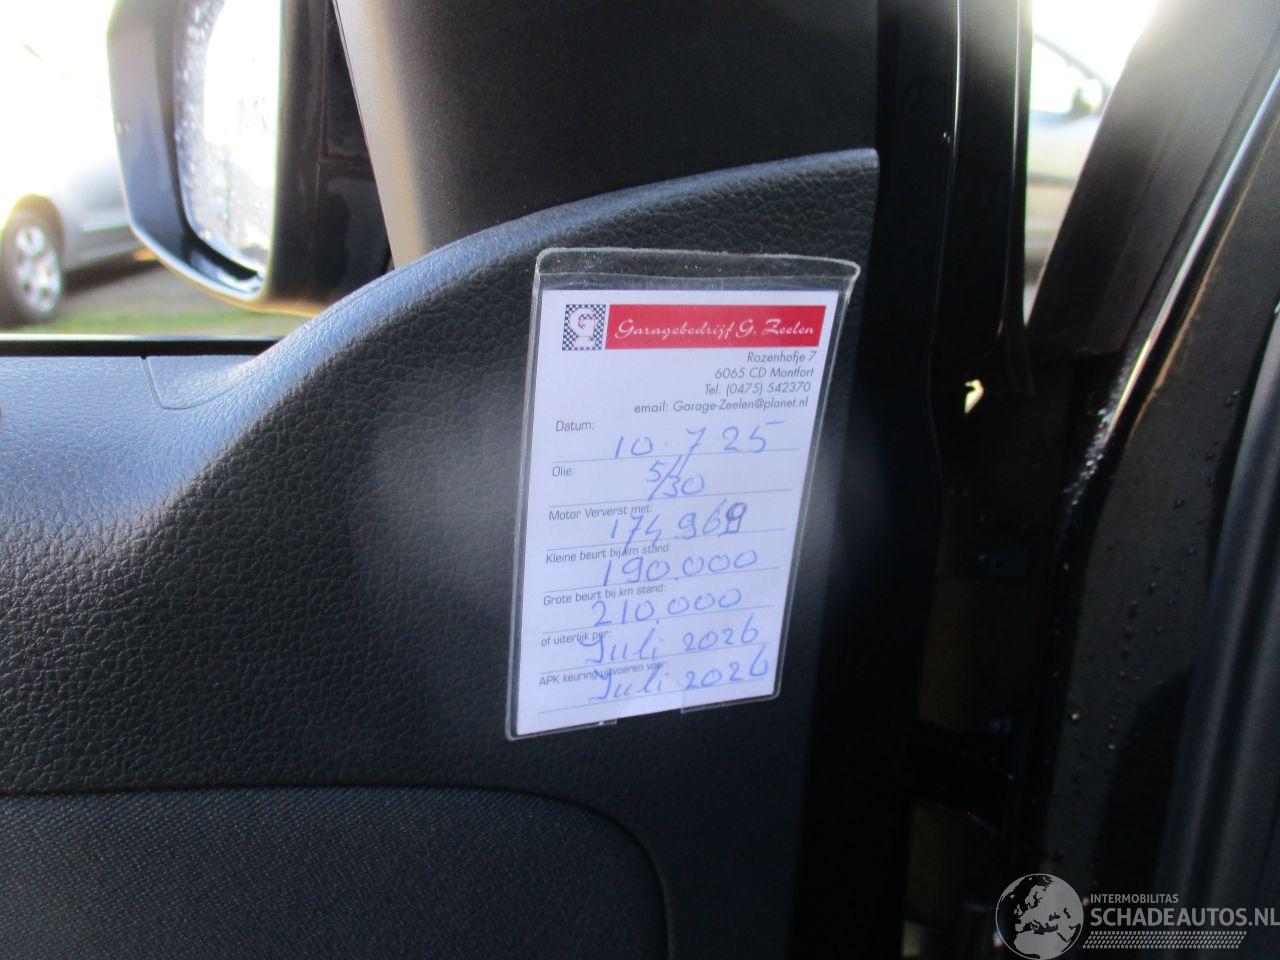 G
Garagebedrijf G. Zeelen
Rozenhofje 7
6065 CD Montfort
Tel. (0475) 542370
email: Garage-Zeelen@planet.nl
Datum: 10.7 25
Olie: 5/30
Motor Ververst met: 174.969
Kleine beurt bij km stand: 190.000
Grote beurt bij km stand: 210.000
of uiterlijk per: Juli 2026
APK keuring uitvoeren voor: Juli 2026
INTERMOBILITAS
SCHADEAUTOS.NL